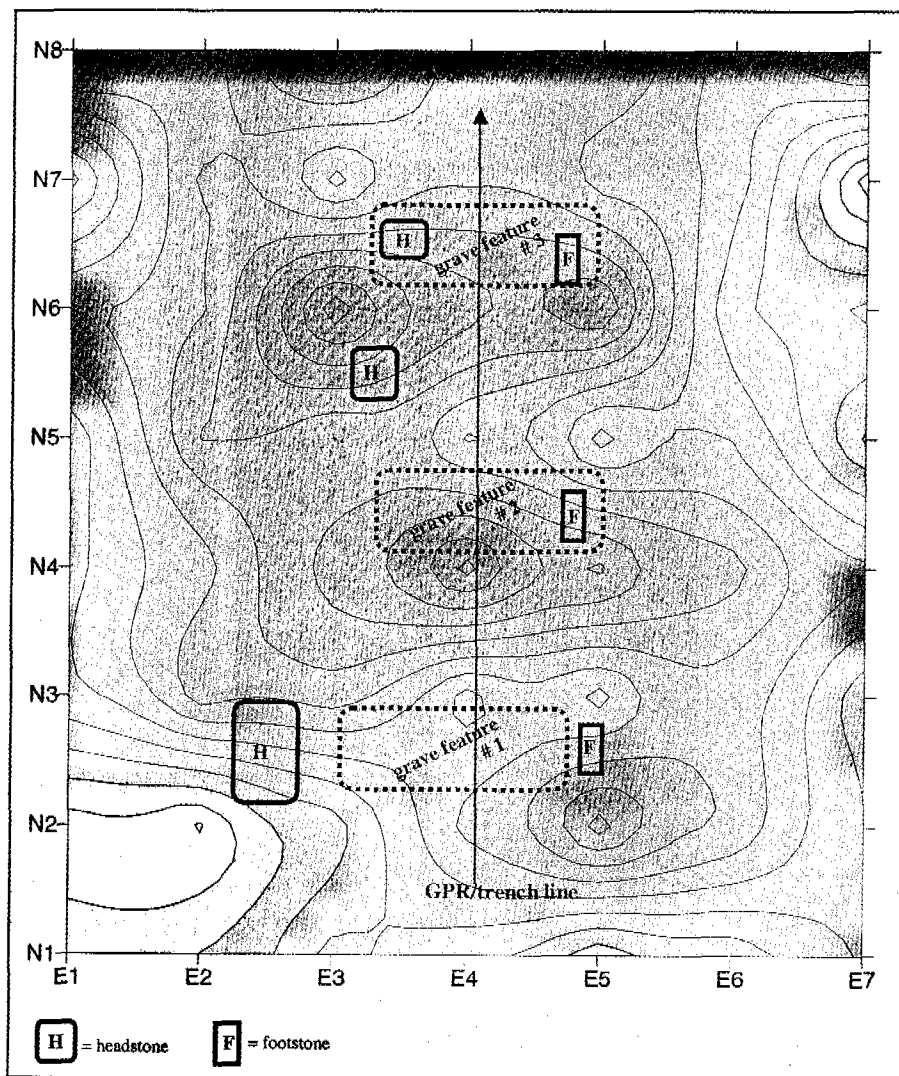 N8
N7
H
grave feature
# 3
F
N6
H
N5
grave feature
# 2
F
N4
N3
H
grave feature
# 1
F
N2
GPR/trench line
N1
E1 E2 E3 E4 E5 E6 E7
H = headstone F = footstone